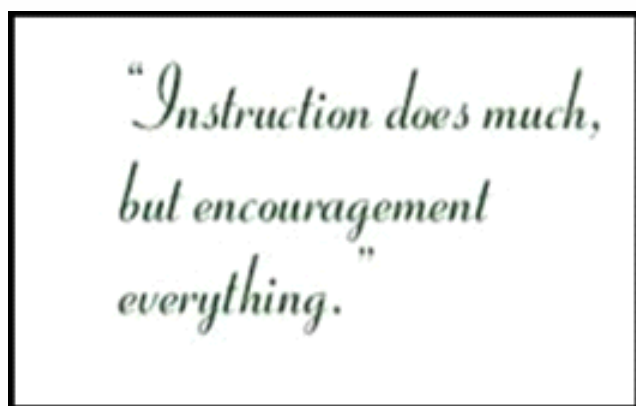 “Instruction does much,
but encouragement
everything.”